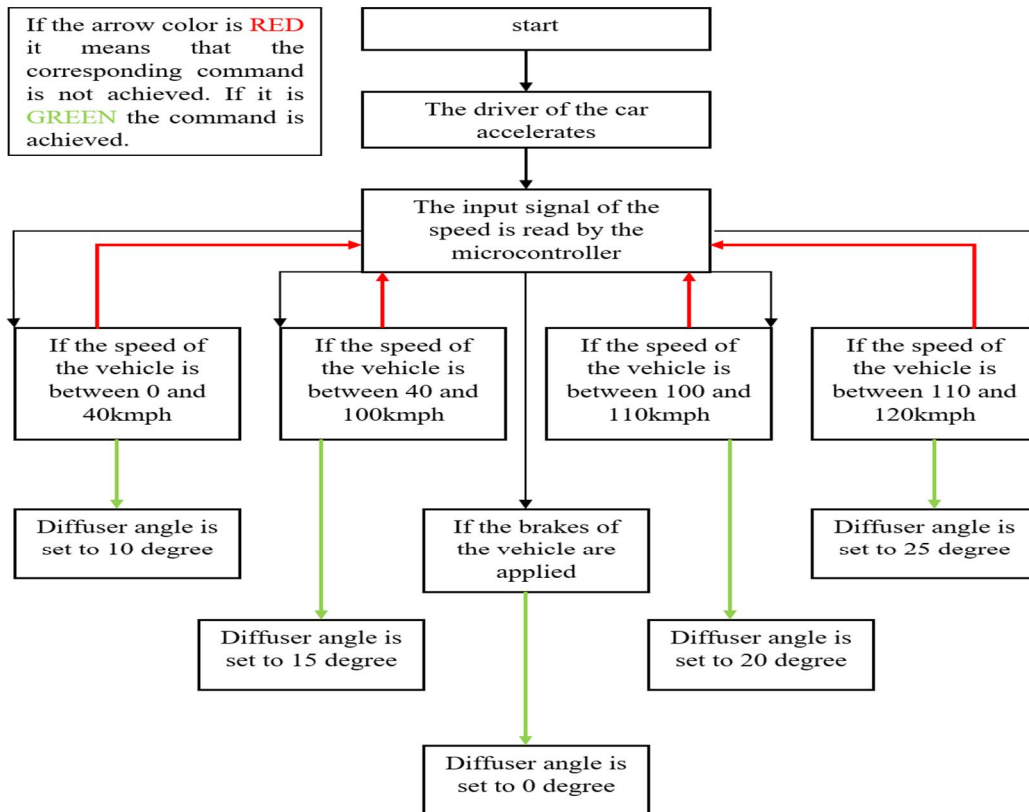 If the arrow color is RED
it means that the
corresponding command
is not achieved. If it is
GREEN the command is
achieved.
start
The driver of the car
accelerates
The input signal of the
speed is read by the
microcontroller
If the speed of
the vehicle is
between 0 and
40kmph
If the speed of
the vehicle is
between 40 and
100kmph
If the speed of
the vehicle is
between 100 and
110kmph
If the speed of
the vehicle is
between 110 and
120kmph
Diffuser angle is
set to 10 degree
If the brakes of
the vehicle are
applied
Diffuser angle is
set to 25 degree
Diffuser angle is
set to 15 degree
Diffuser angle is
set to 20 degree
Diffuser angle is
set to 0 degree